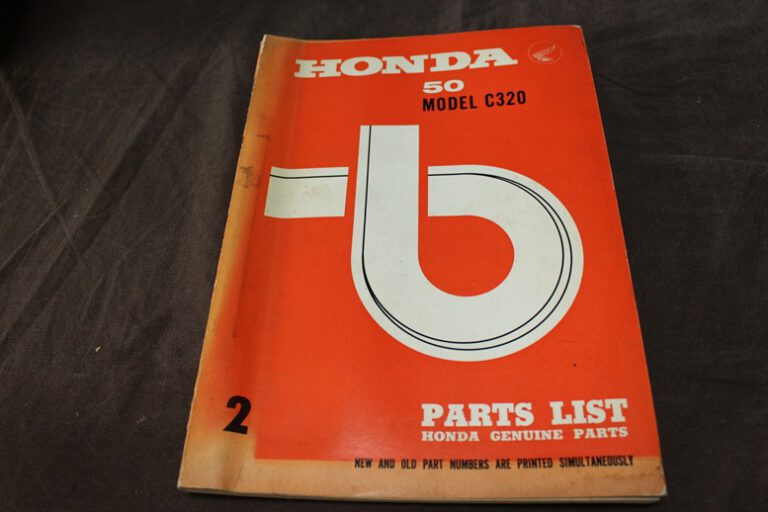 HONDA
50
MODEL C320
2
PARTS LIST
HONDA GENUINE PARTS
NEW AND OLD PART NUMBERS ARE PRINTED SIMULTANEOUSLY